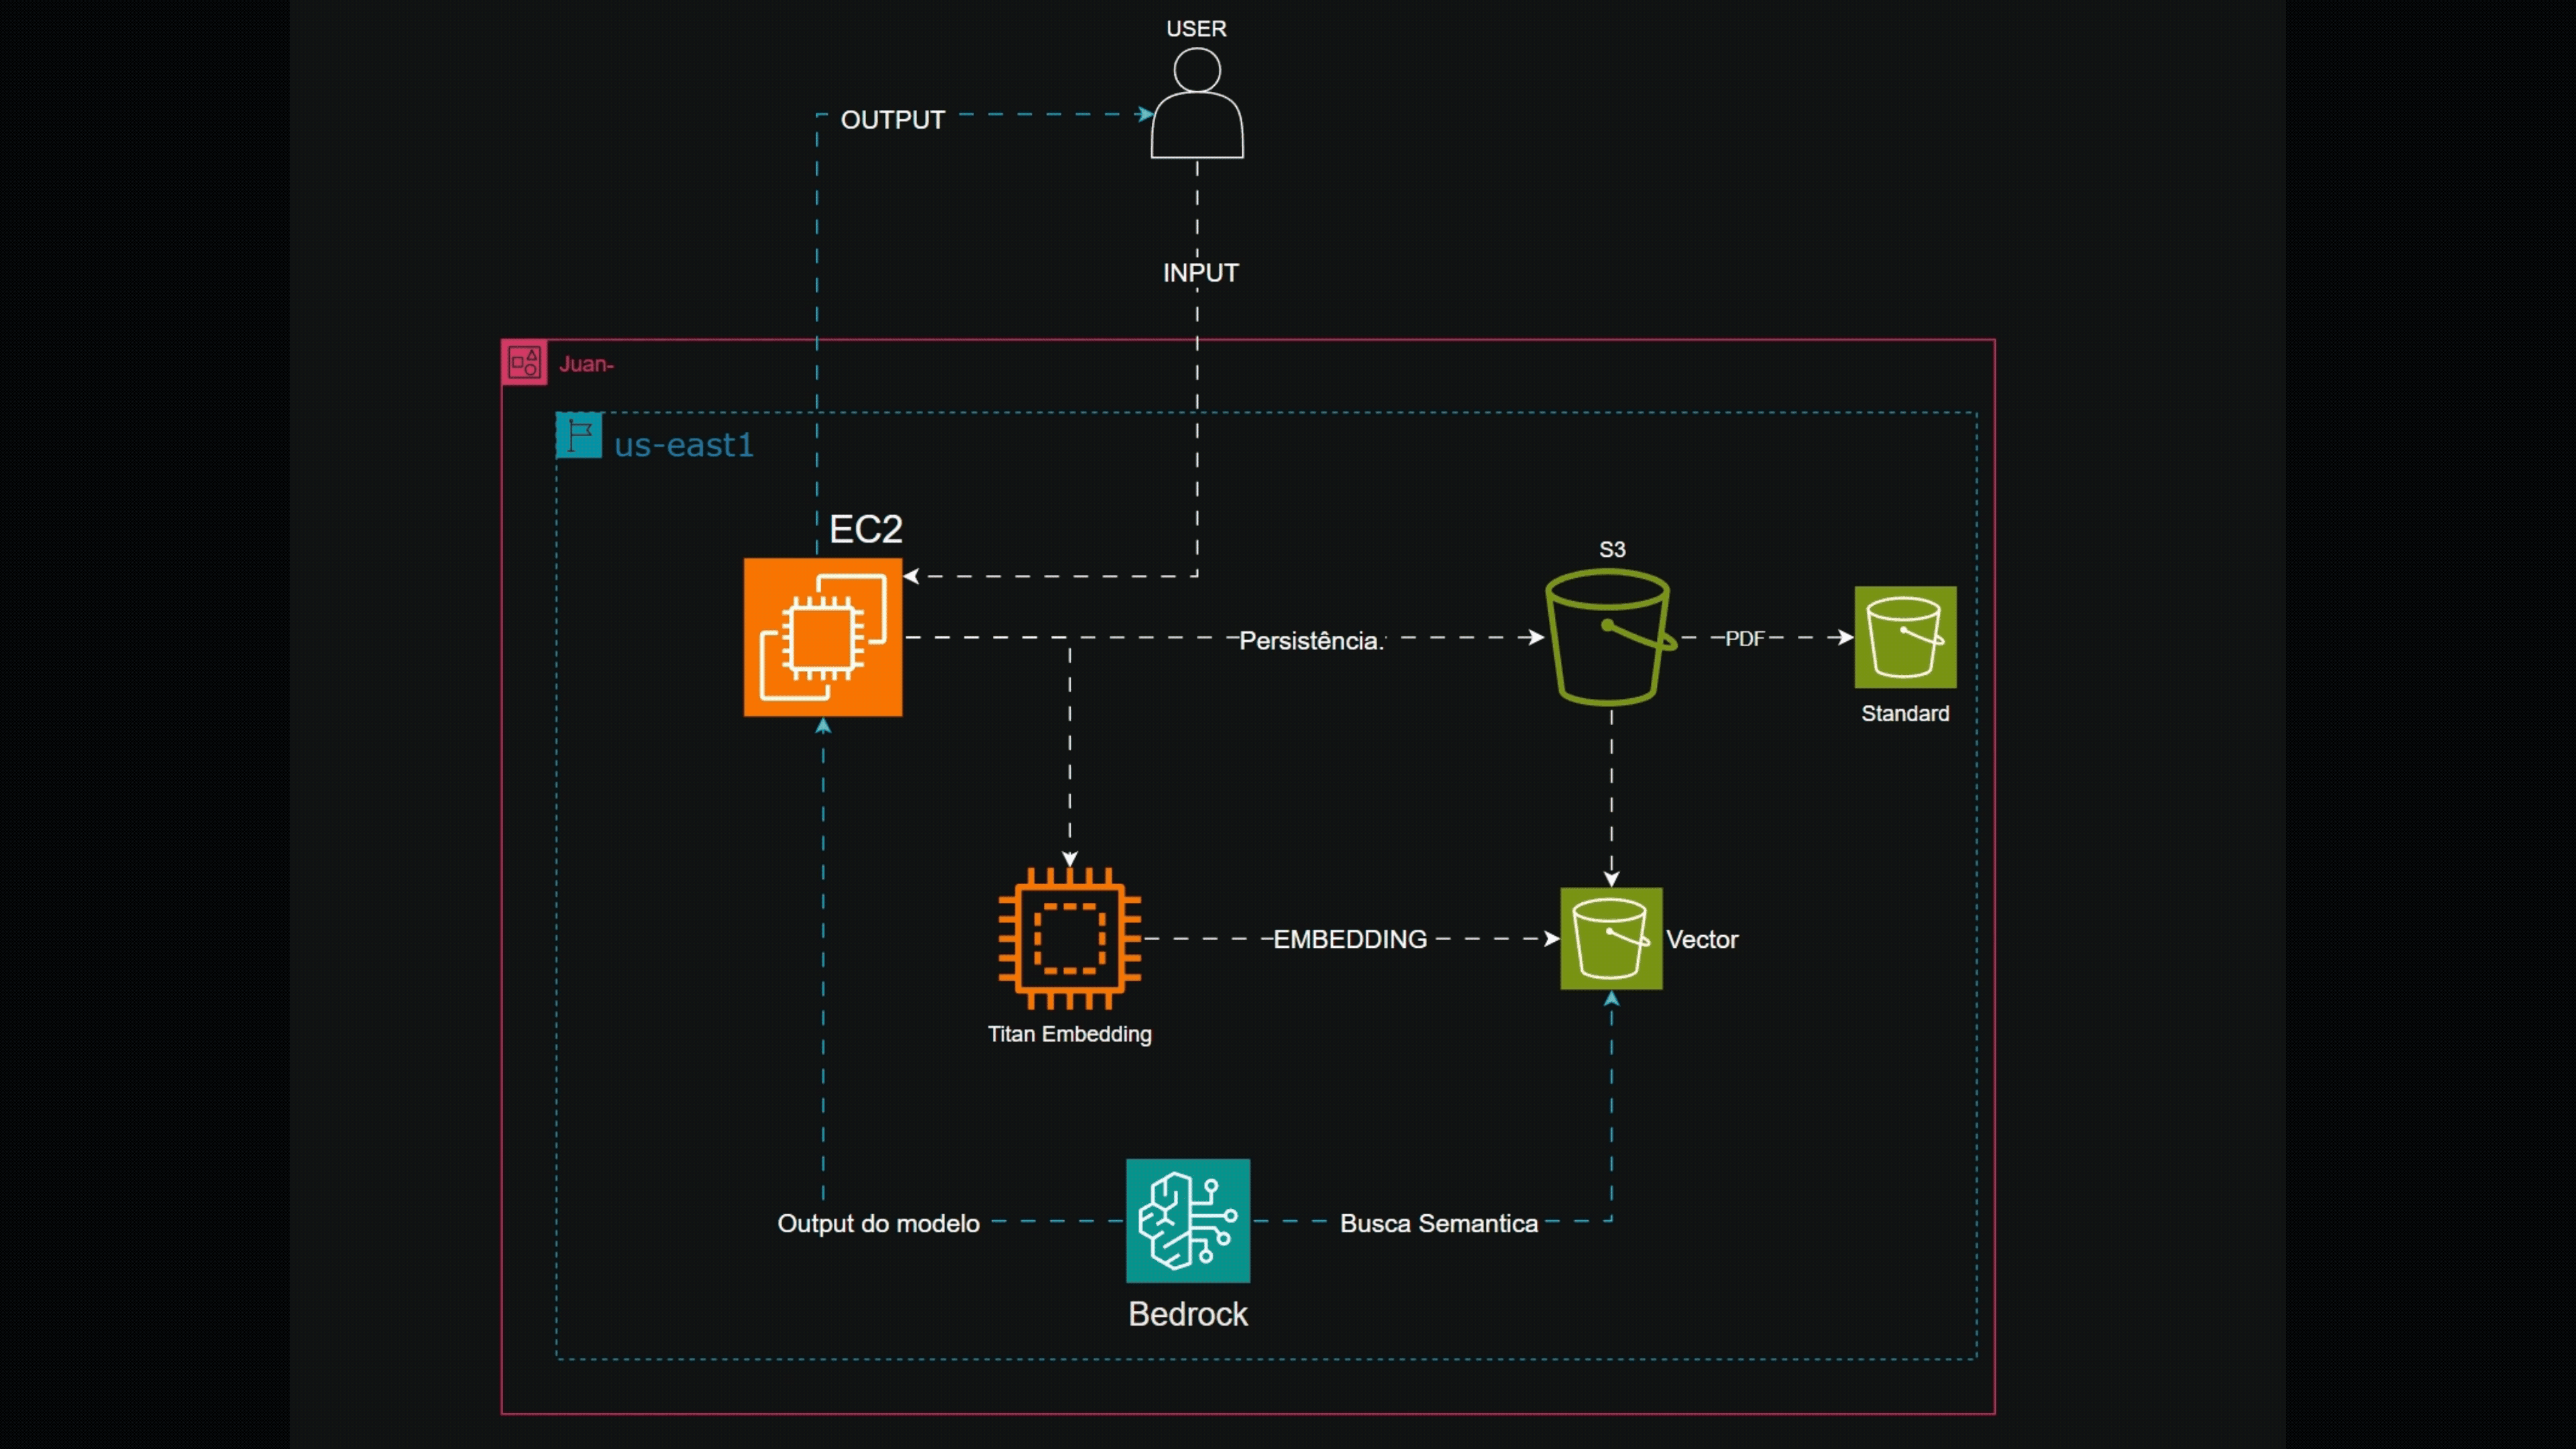 USER
OUTPUT
INPUT
Juan-
us-east1
EC2
S3
Persistência.
PDF
Standard
EMBEDDING
Vector
Titan Embedding
Output do modelo
Busca Semantica
Bedrock